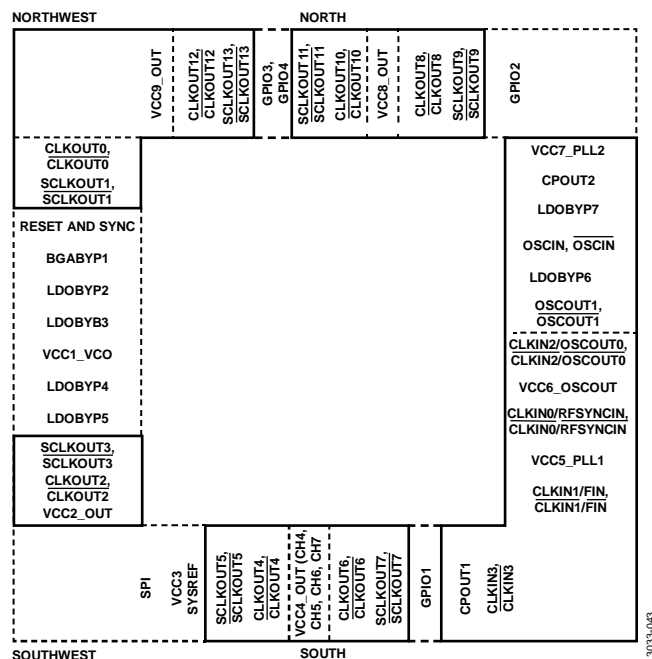 NORTHWEST
NORTH
VCC9_OUT
CLKOUT12,
CLKOUT12
SCLKOUT13,
SCLKOUT13
GPIO3,
GPIO4
SCLKOUT11,
SCLKOUT11
CLKOUT10,
CLKOUT10
VCC8_OUT
CLKOUT8,
CLKOUT8
SCLKOUT9,
SCLKOUT9
GPIO2
CLKOUT0,
CLKOUT0
SCLKOUT1,
SCLKOUT1
RESET AND SYNC
BGABYP1
LDOBYP2
LDOBYB3
VCC1_VCO
LDOBYP4
LDOBYP5
SCLKOUT3,
SCLKOUT3
CLKOUT2,
CLKOUT2
VCC2_OUT
VCC7_PLL2
CPOUT2
LDOBYP7
OSCIN, OSCIN
LDOBYP6
OSCOUT1,
OSCOUT1
CLKIN2/OSCOUT0,
CLKIN2/OSCOUT0
VCC6_OSCOUT
CLKIN0/RFSYNCIN,
CLKIN0/RFSYNCIN
VCC5_PLL1
CLKIN1/FIN,
CLKIN1/FIN
SPI
VCC3
SYSREF
SCLKOUT5,
SCLKOUT5
CLKOUT4,
CLKOUT4
VCC4_OUT (CH4,
CH5, CH6, CH7
CLKOUT6,
CLKOUT6
SCLKOUT7,
SCLKOUT7
GPIO1
CPOUT1
CLKIN3,
CLKIN3
SOUTHWEST
SOUTH
3033-043